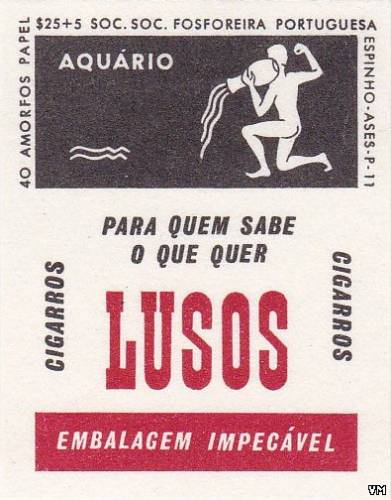 $25+5 SOC. SOC. FOSFOREIRA PORTUGUESA
40 AMORFOS PAPEL
ESPINHO-ASES-P-11
AQUÁRIO
PARA QUEM SABE
O QUE QUER
CIGARROS
LUSOS
CIGARROS
EMBALAGEM IMPECÁVEL
YM